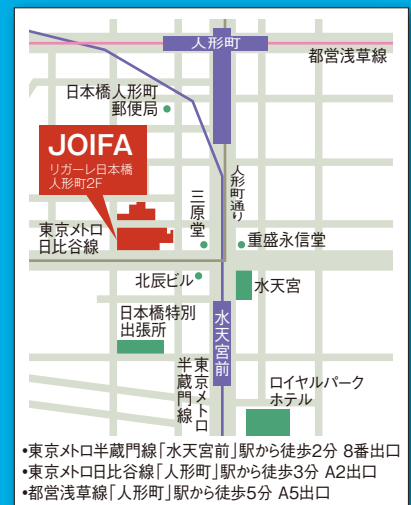 人形町
都営浅草線
日本橋人形町
郵便局
JOIFA
リガーレ日本橋
人形町2F
人形町通り
三原堂
東京メトロ
日比谷線
重盛永信堂
北辰ビル
水天宮
日本橋特別
出張所
水天宮前
東京メトロ
半蔵門線
ロイヤルパーク
ホテル
•東京メトロ半蔵門線「水天宮前」駅から徒歩2分 8番出口
•東京メトロ日比谷線「人形町」駅から徒歩3分 A2出口
•都営浅草線「人形町」駅から徒歩5分 A5出口